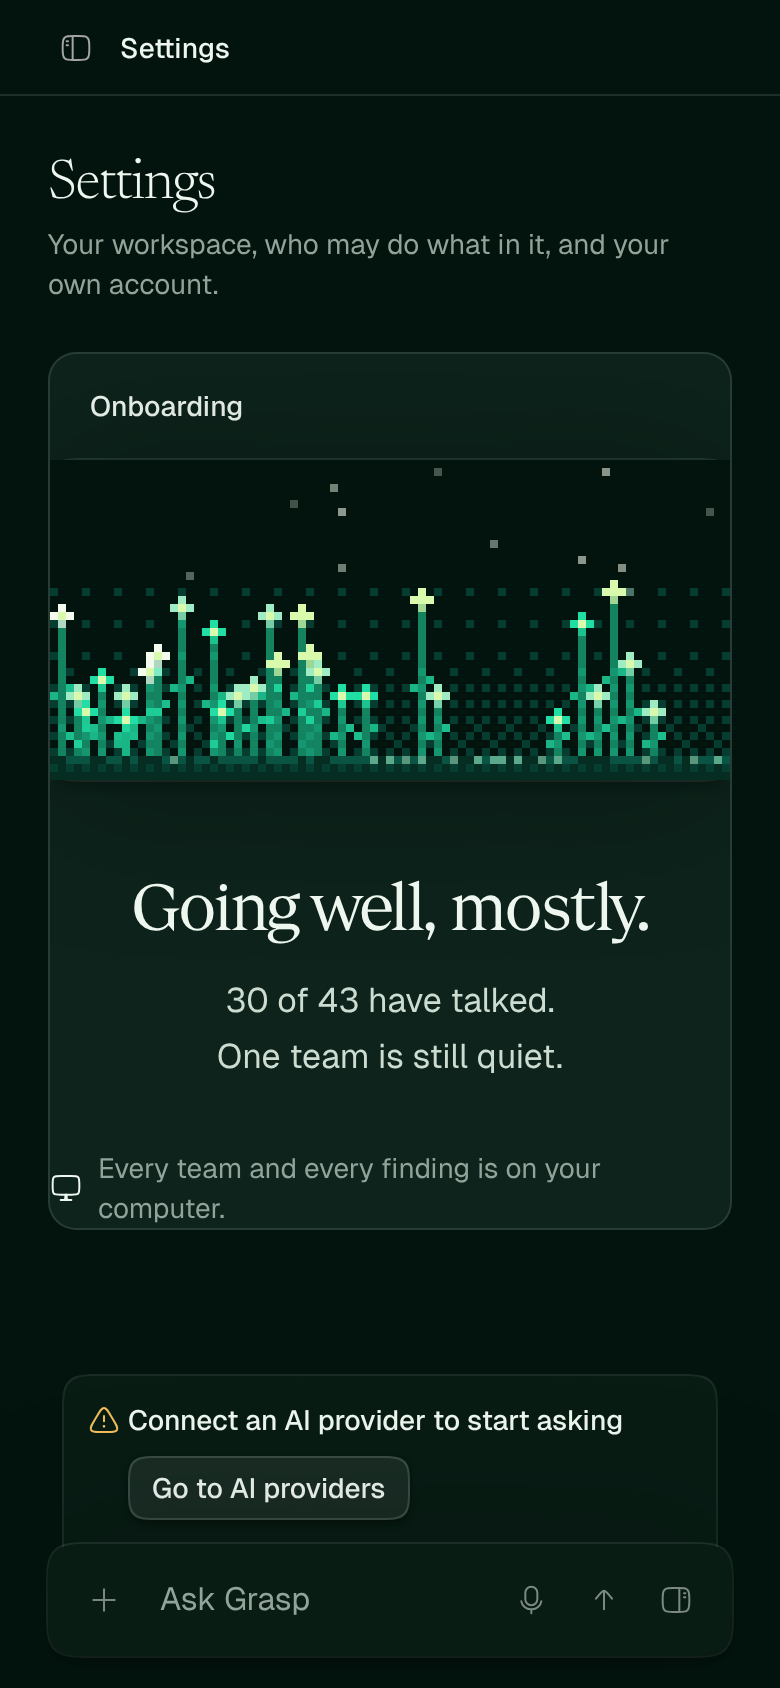 Settings
Settings
Your workspace, who may do what in it, and your
own account.
Onboarding
Going well, mostly.
30 of 43 have talked.
One team is still quiet.
Every team and every finding is on your
computer.
Connect an AI provider to start asking
Go to AI providers
Ask Grasp